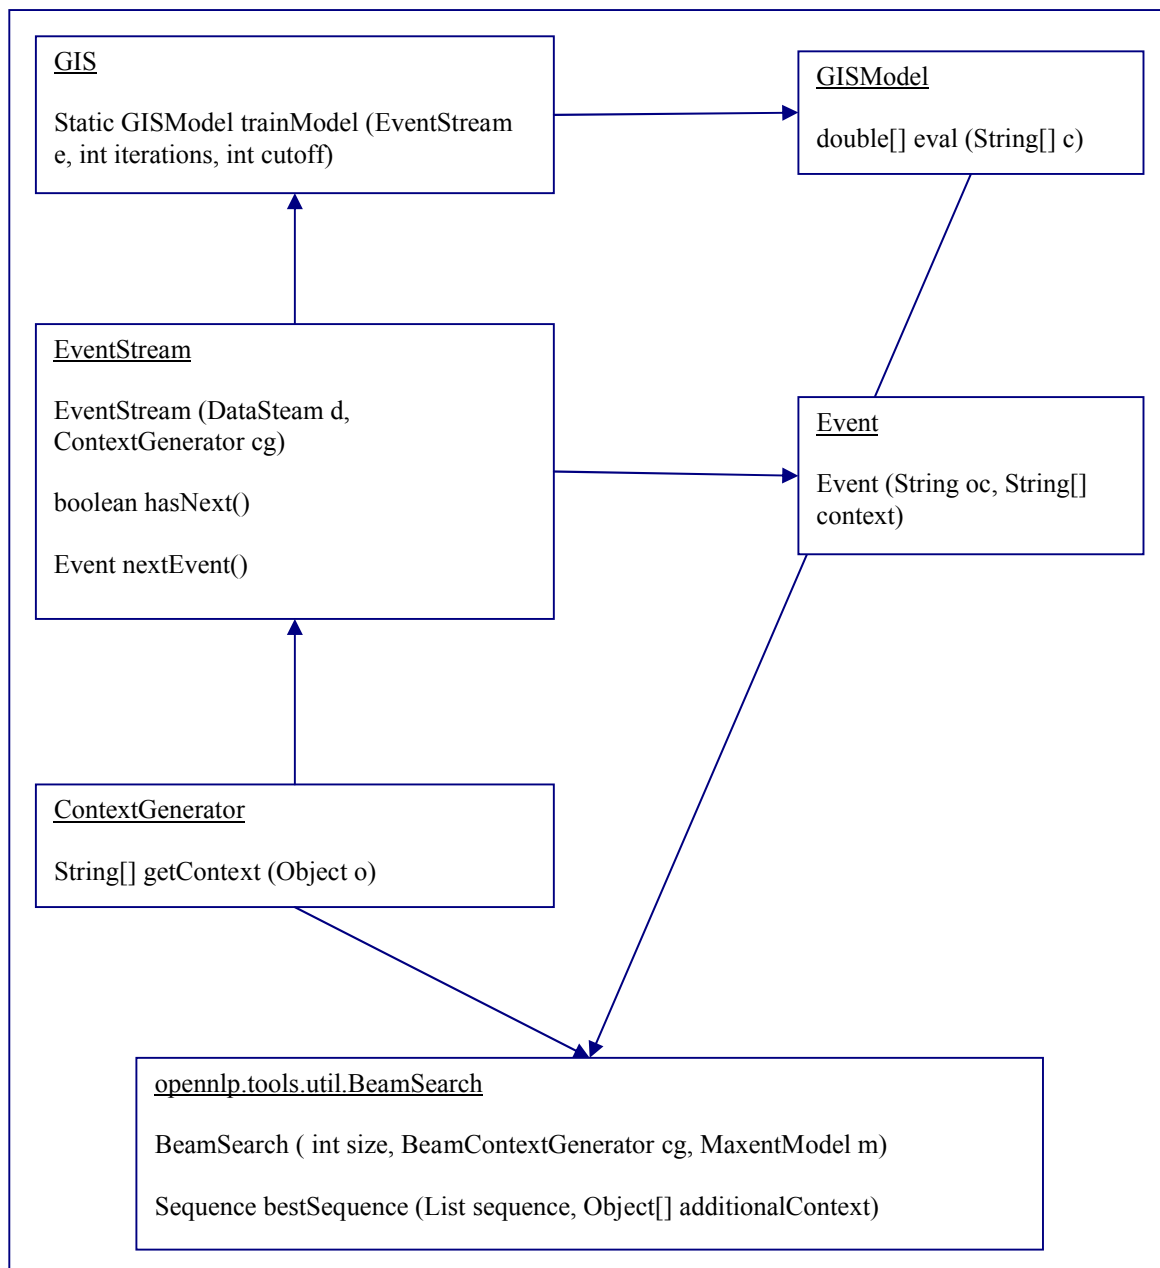 GIS
Static GISModel trainModel (EventStream
e, int iterations, int cutoff)
GISModel
double[] eval (String[] c)
EventStream
EventStream (DataSteam d,
ContextGenerator cg)
boolean hasNext()
Event nextEvent()
Event
Event (String oc, String[]
context)
ContextGenerator
String[] getContext (Object o)
opennlp.tools.util.BeamSearch
BeamSearch ( int size, BeamContextGenerator cg, MaxentModel m)
Sequence bestSequence (List sequence, Object[] additionalContext)